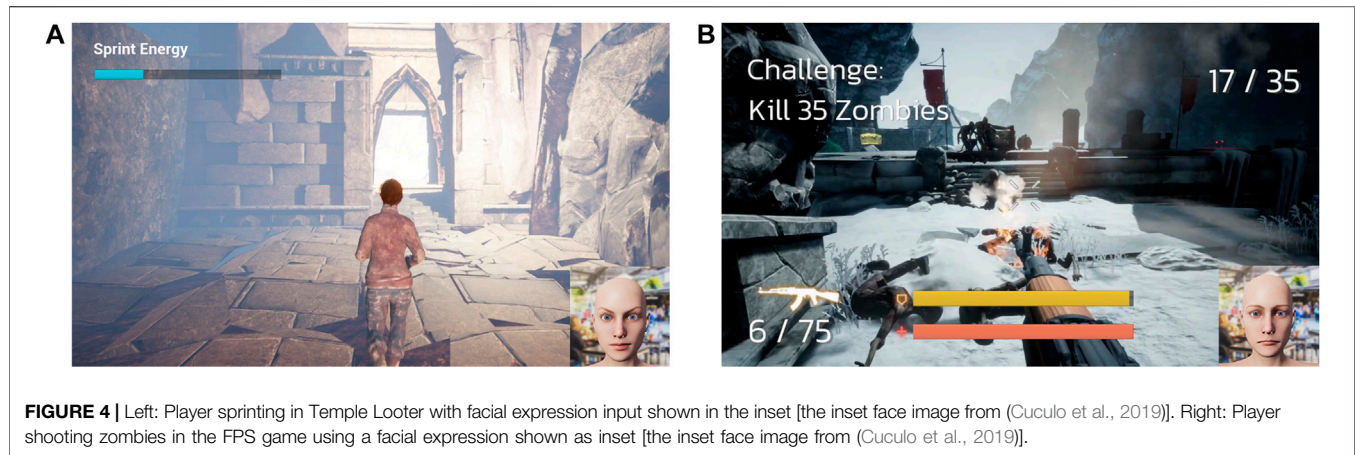 A
Sprint Energy
B
Challenge:
Kill 35 Zombies
17 / 35
6 / 75
FIGURE 4 | Left: Player sprinting in Temple Looter with facial expression input shown in the inset [the inset face image from (Cuculo et al., 2019)]. Right: Player
shooting zombies in the FPS game using a facial expression shown as inset [the inset face image from (Cuculo et al., 2019)].